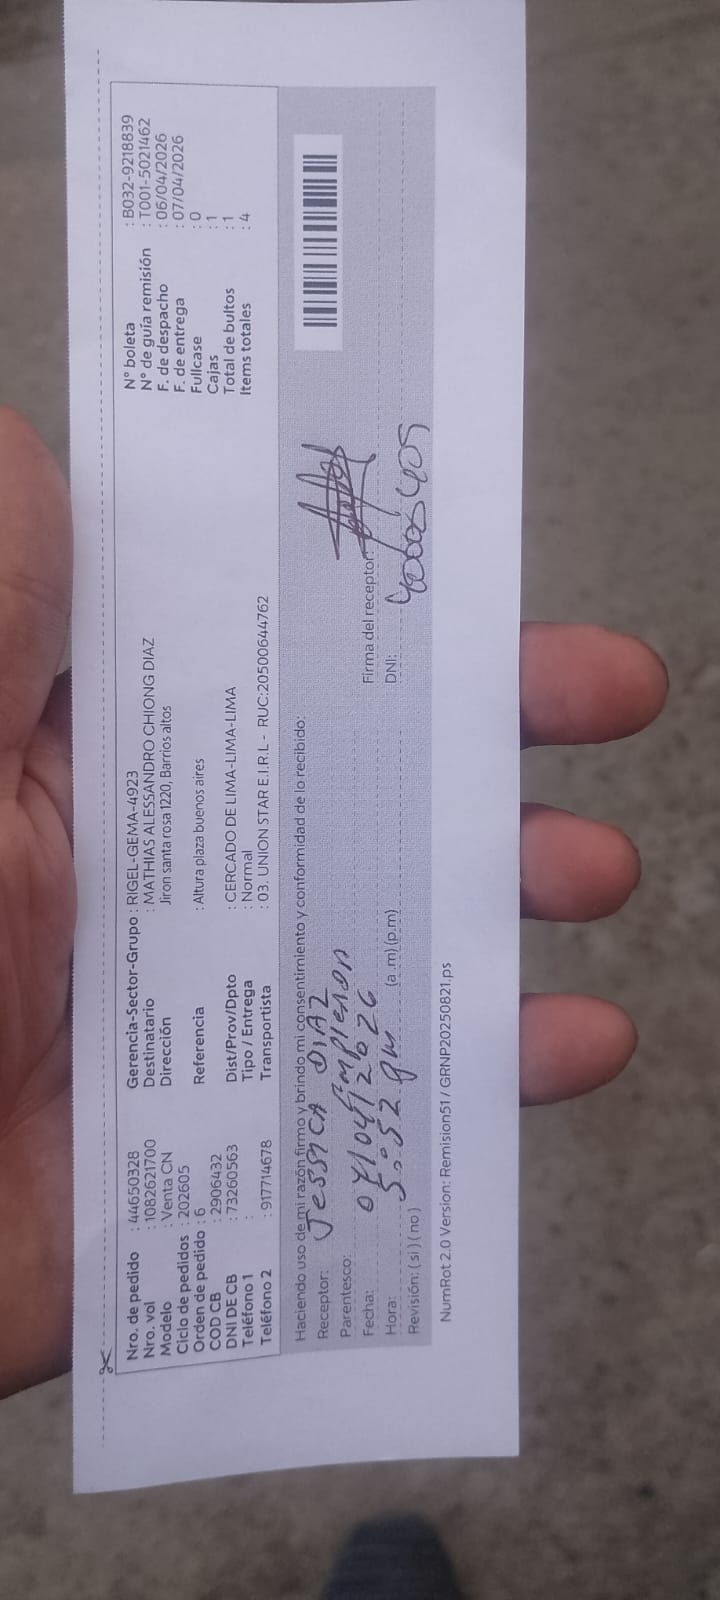 Nro. de pedido : 44650328
Nro. vol : 1082621700
Modelo : Venta CN
Ciclo de pedidos : 202605
Orden de pedido : 6
COD CB : 2906432
DNI DE CB : 73260563
Teléfono 1 :
Teléfono 2 : 917714678
Gerencia-Sector-Grupo : RIGEL-GEMA-4923
Destinatario : MATHIAS ALESSANDRO CHIONG DIAZ
Dirección Jiron santa rosa 1220, Barrios altos
Referencia : Altura plaza buenos aires
Dist/Prov/Dpto : CERCADO DE LIMA-LIMA-LIMA
Tipo / Entrega : Normal
Transportista : 03. UNION STAR E.I.R.L - RUC:20500644762
N° boleta : B032-9218839
N° de guía remisión : T001-5021462
F. de despacho : 06/04/2026
F. de entrega : 07/04/2026
Fullcase : 0
Cajas : 1
Total de bultos : 1
Items totales : 4
Haciendo uso de mi razón firmo y brindo mi consentimiento y conformidad de lo recibido:
Receptor: Jessica DIAZ
Parentesco:
Fecha: 07/04/2026
Firma del receptor:
Hora: 5:52 pm (a.m) (p.m)
DNI:
Revisión: ( si ) ( no )
NumRot 2.0 Version: Remision51 / GRNP20250821.ps